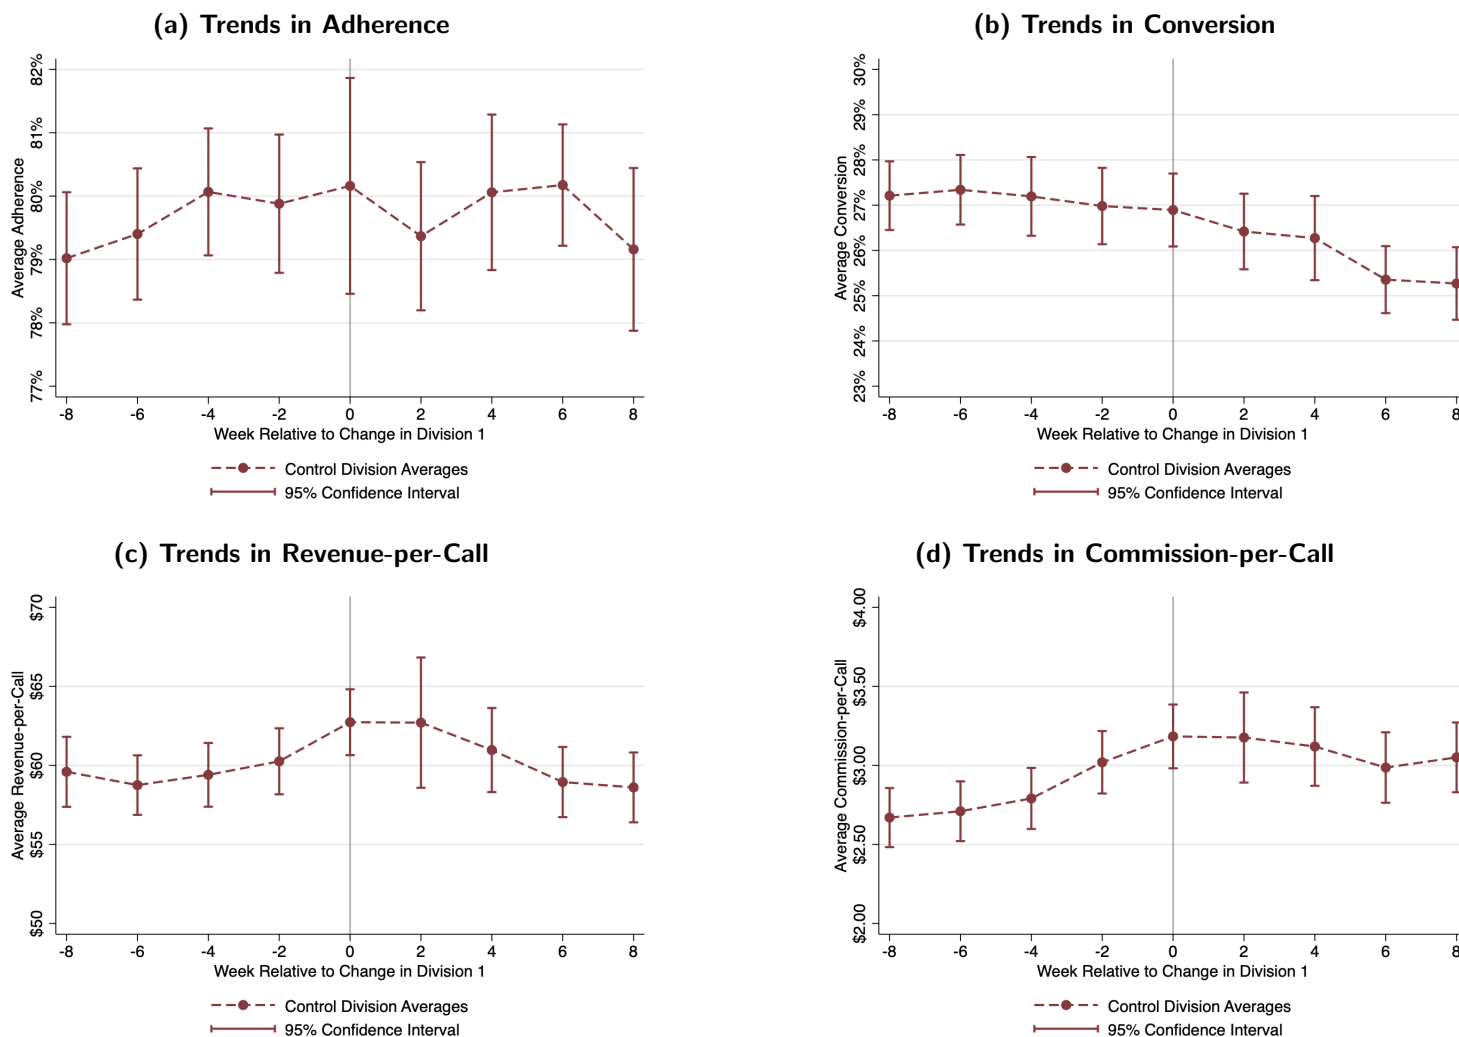 (a) Trends in Adherence
Average Adherence
82%
81%
80%
79%
78%
77%
-8 -6 -4 -2 0 2 4 6 8
Week Relative to Change in Division 1
Control Division Averages
95% Confidence Interval
(b) Trends in Conversion
Average Conversion
30%
29%
28%
27%
26%
25%
24%
23%
-8 -6 -4 -2 0 2 4 6 8
Week Relative to Change in Division 1
Control Division Averages
95% Confidence Interval
(c) Trends in Revenue-per-Call
Average Revenue-per-Call
$70
$65
$60
$55
$50
-8 -6 -4 -2 0 2 4 6 8
Week Relative to Change in Division 1
Control Division Averages
95% Confidence Interval
(d) Trends in Commission-per-Call
Average Commission-per-Call
$4.00
$3.50
$3.00
$2.50
$2.00
-8 -6 -4 -2 0 2 4 6 8
Week Relative to Change in Division 1
Control Division Averages
95% Confidence Interval